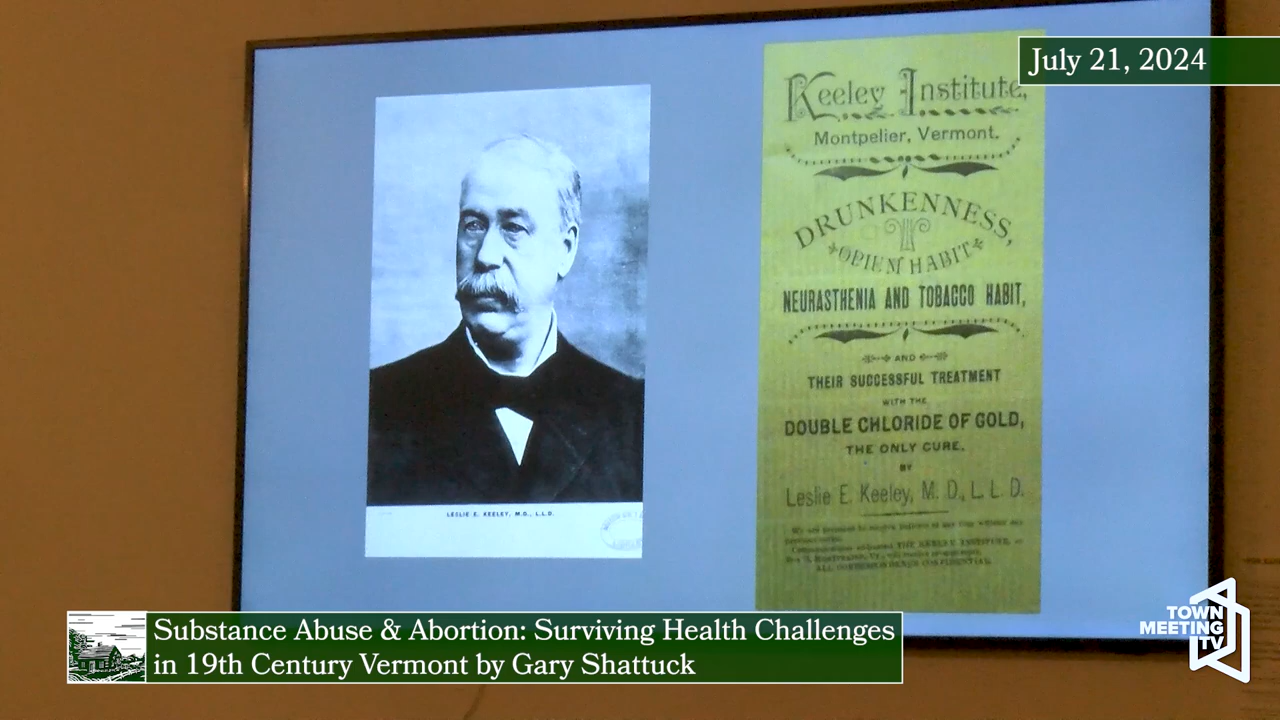 July 21, 2024
Keeley Institute,
Montpelier, Vermont.
DRUNKENNESS,
OPIUM HABIT
NEURASTHENIA AND TOBACCO HABIT,
AND
THEIR SUCCESSFUL TREATMENT
WITH THE
DOUBLE CHLORIDE OF GOLD,
THE ONLY CURE.
BY
Leslie E. Keeley, M. D., L. L. D.
ALL CORRESPONDENCE CONFIDENTIAL.
LESLIE E. KEELEY, M.D., L.L.D.
Substance Abuse & Abortion: Surviving Health Challenges
in 19th Century Vermont by Gary Shattuck
TOWN
MEETING
TV